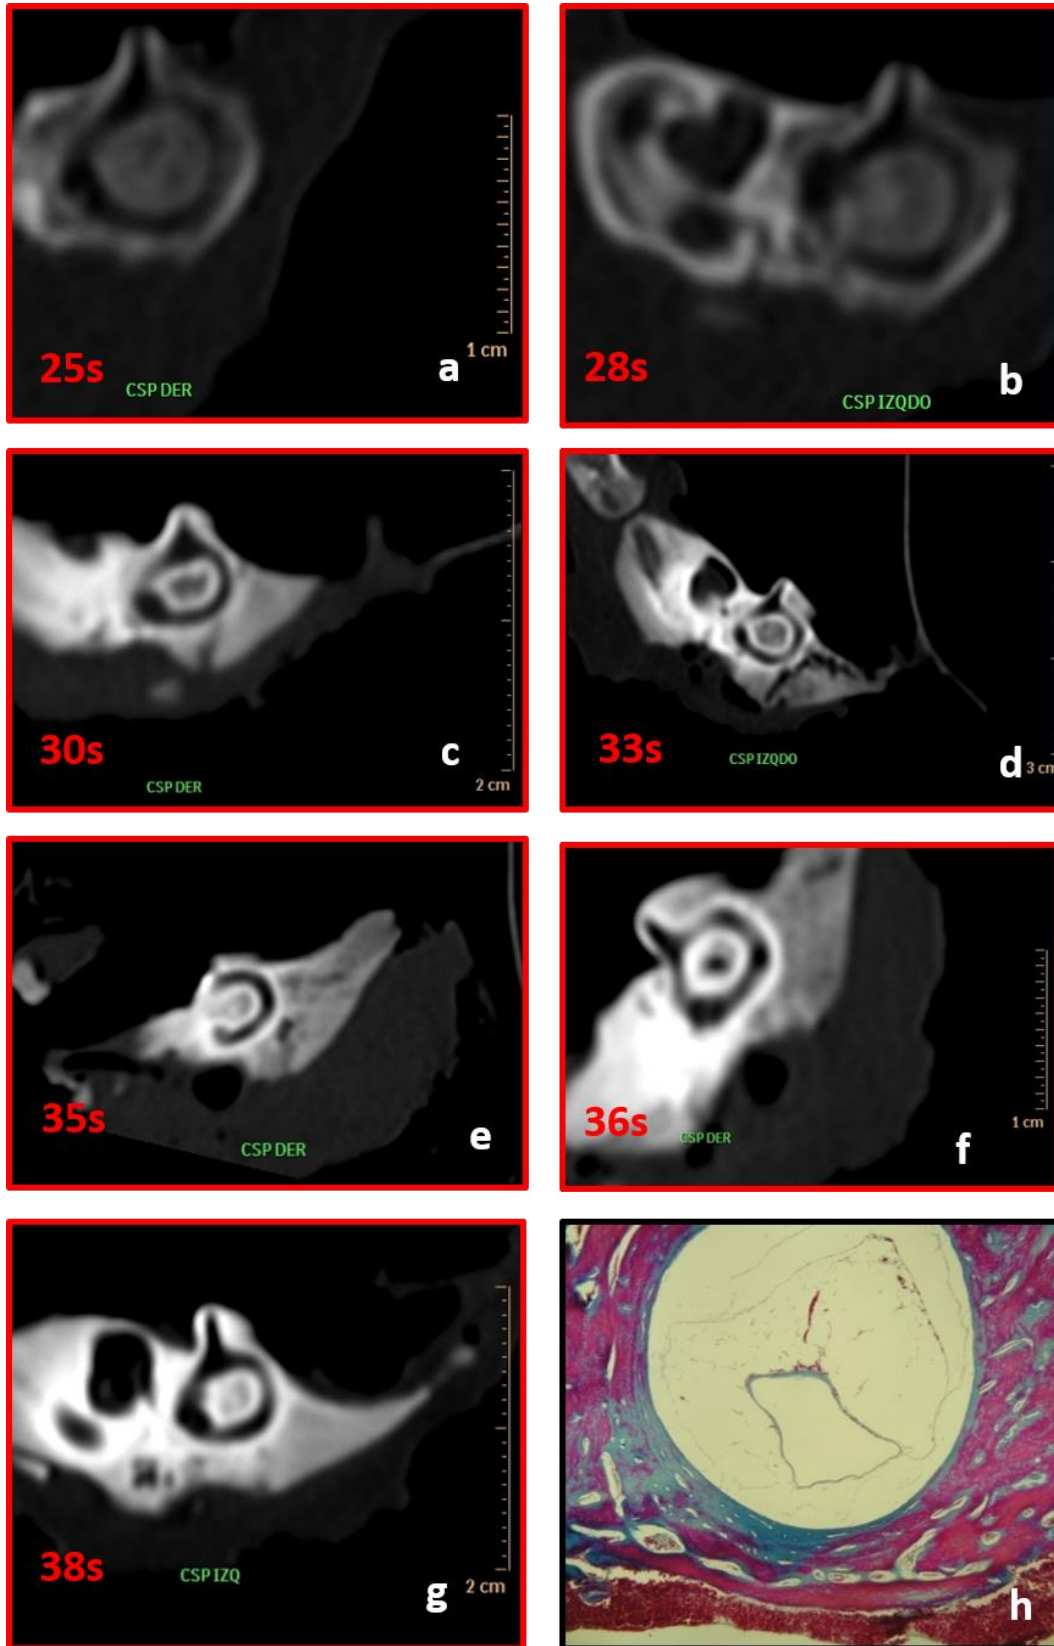 25s
CSP DER
1 cm
a
28s
CSP IZQDO
b
30s
CSP DER
2 cm
c
33s
CSP IZQDO
3 cm
d
35s
CSP DER
e
36s
CSP DER
1 cm
f
38s
CSP IZQ
2 cm
g
h